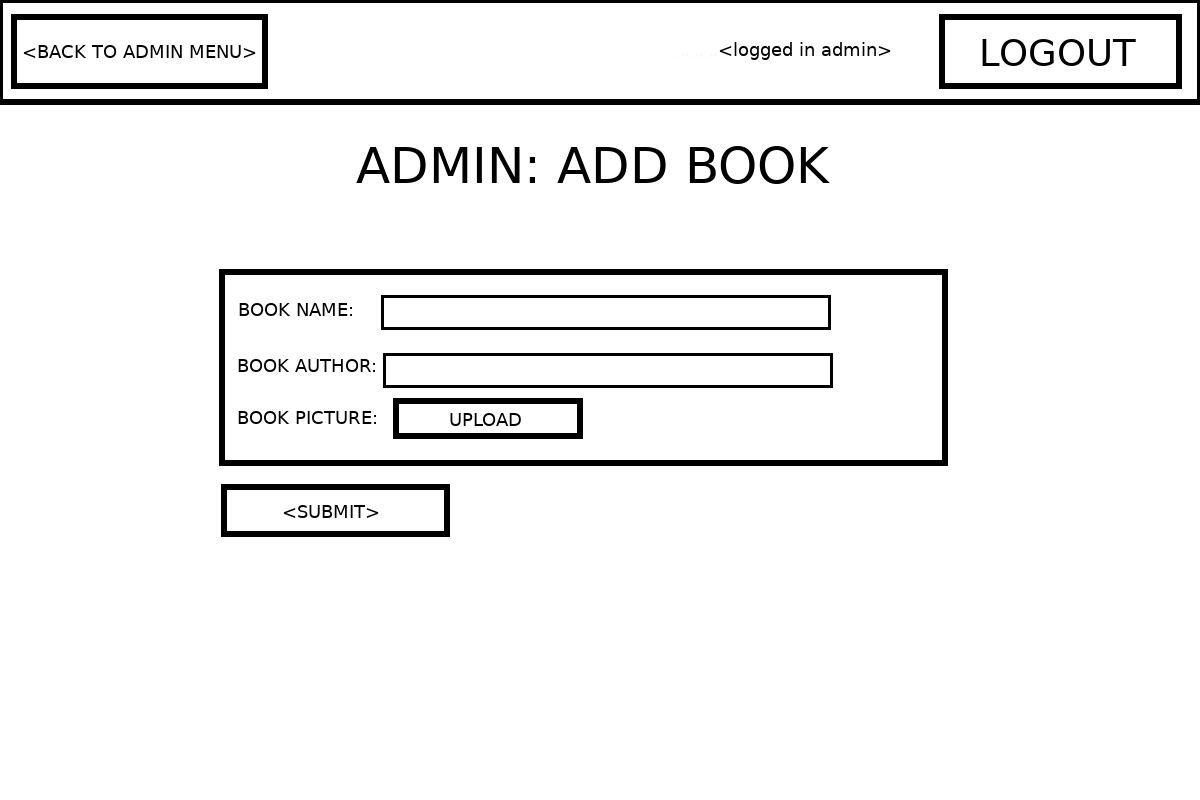 <BACK TO ADMIN MENU>
<logged in admin>
LOGOUT
ADMIN: ADD BOOK
BOOK NAME:
BOOK AUTHOR:
BOOK PICTURE:
UPLOAD
<SUBMIT>